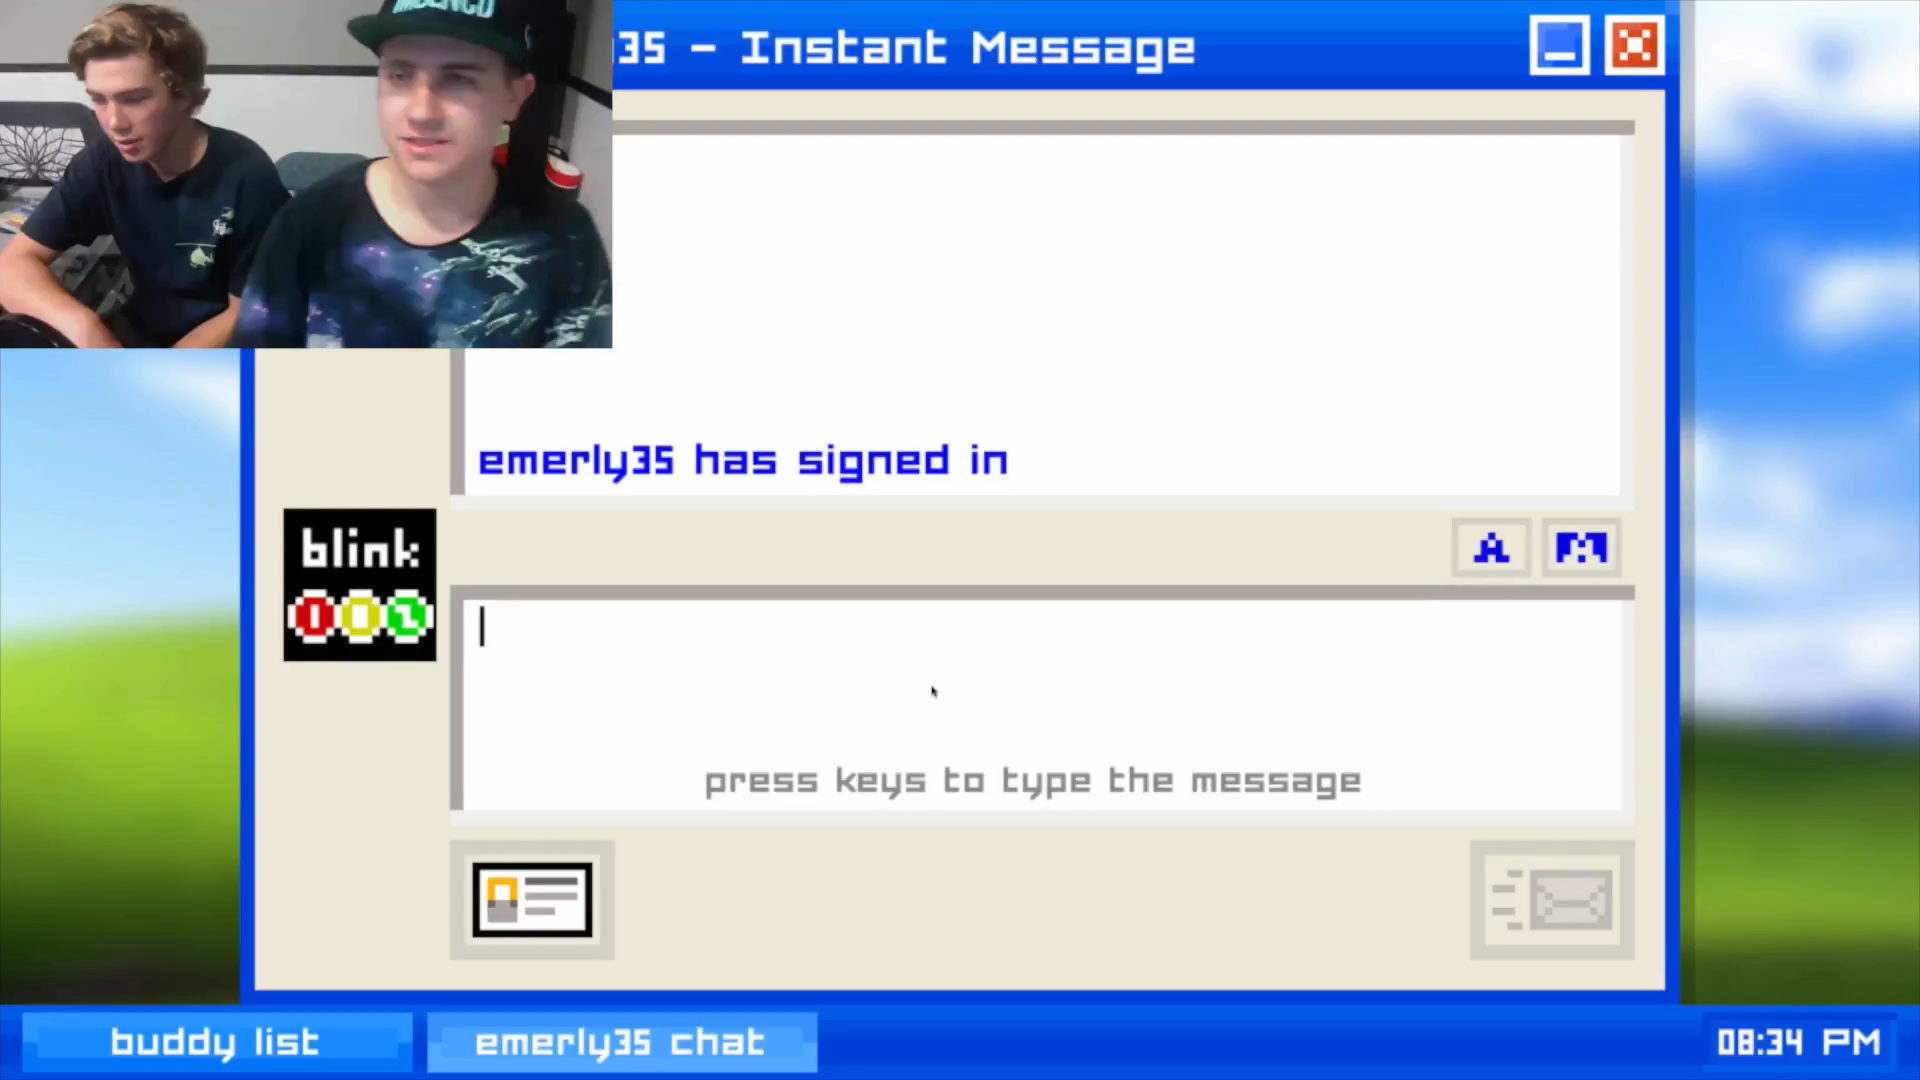 35 - Instant Message
emerly35 has signed in
A M
blink
102
press keys to type the message
buddy list
emerly35 chat
08:34 PM